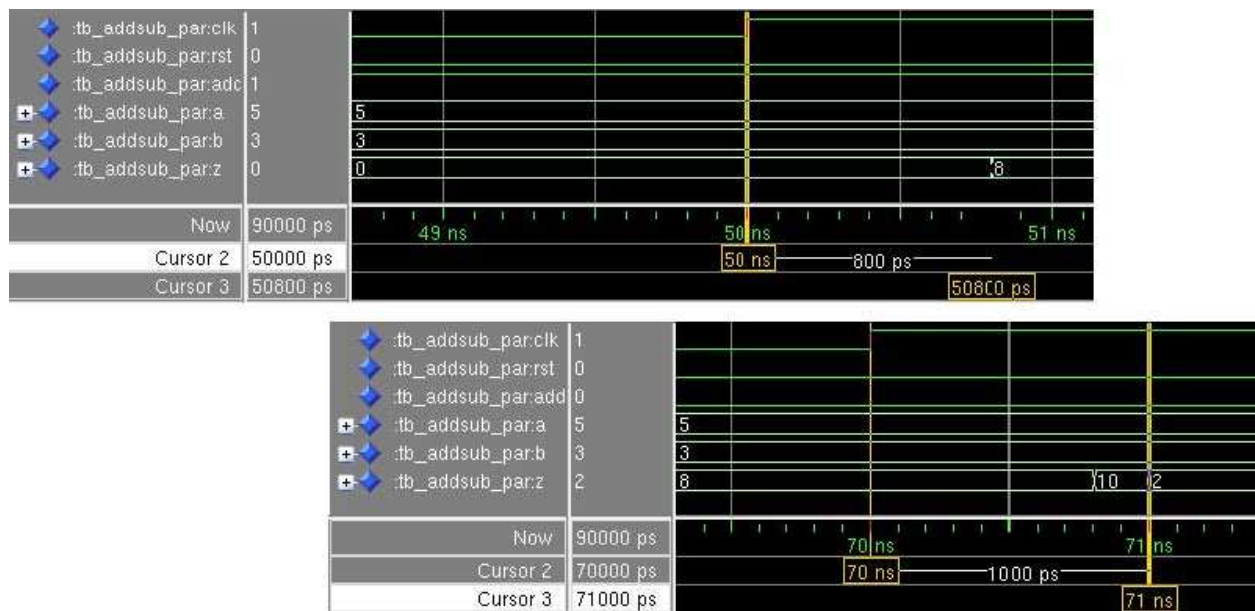 :tb_addsub_par:clk 1
:tb_addsub_par:rst 0
:tb_addsub_par:adc 1
:tb_addsub_par:a 5 5
:tb_addsub_par:b 3 3
:tb_addsub_par:z 0 0 8
Now 90000 ps 49 ns 50 ns 51 ns
Cursor 2 50000 ps 50 ns 800 ps
Cursor 3 50800 ps 50800 ps
:tb_addsub_par:clk 1
:tb_addsub_par:rst 0
:tb_addsub_par:add 0
:tb_addsub_par:a 5 5
:tb_addsub_par:b 3 3
:tb_addsub_par:z 2 8 10 2
Now 90000 ps 70 ns 71 ns
Cursor 2 70000 ps 70 ns 1000 ps
Cursor 3 71000 ps 71 ns